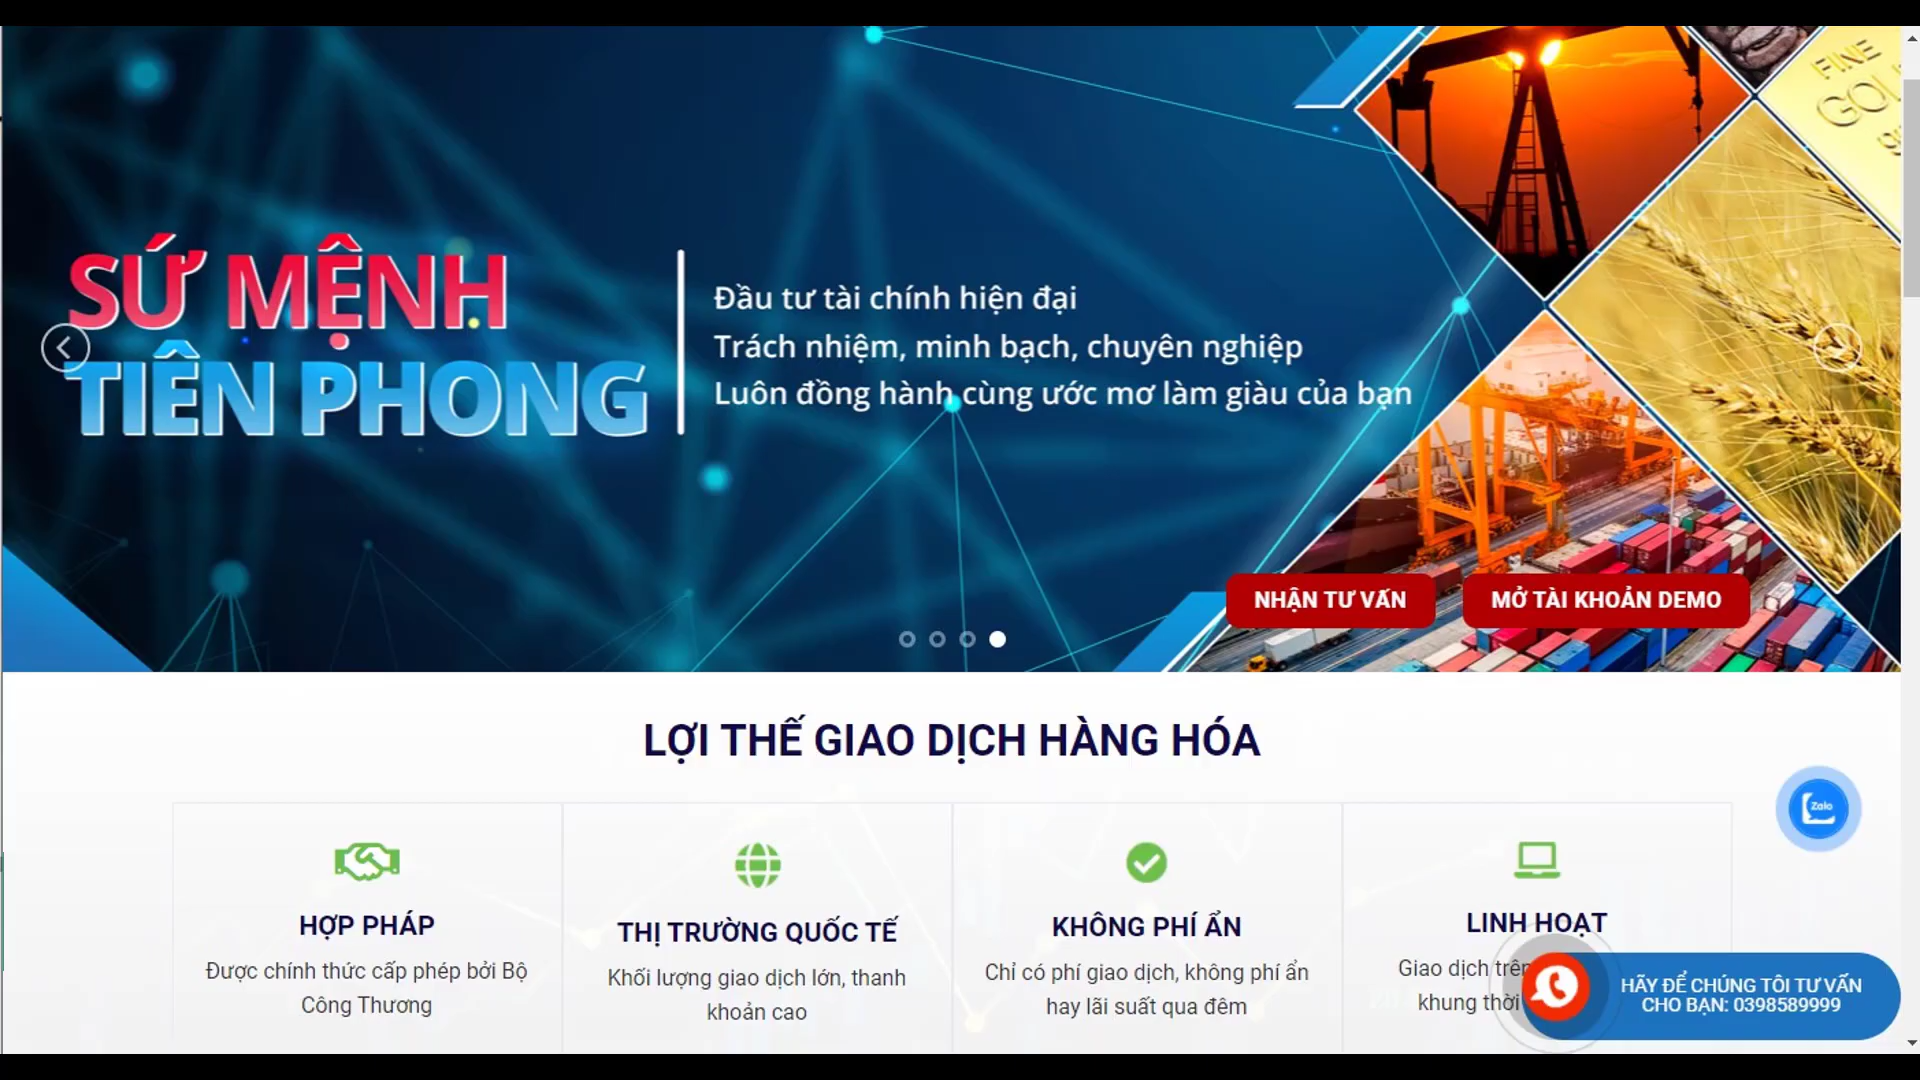 FINE
GOL
SỨ MỆNH
TIÊN PHONG
Đầu tư tài chính hiện đại
Trách nhiệm, minh bạch, chuyên nghiệp
Luôn đồng hành cùng ước mơ làm giàu của bạn
NHẬN TƯ VẤN
MỞ TÀI KHOẢN DEMO
LỢI THẾ GIAO DỊCH HÀNG HÓA
Zalo
HỢP PHÁP
Được chính thức cấp phép bởi Bộ
Công Thương
THỊ TRƯỜNG QUỐC TẾ
Khối lượng giao dịch lớn, thanh
khoản cao
KHÔNG PHÍ ẨN
Chỉ có phí giao dịch, không phí ẩn
hay lãi suất qua đêm
LINH HOẠT
Giao dịch trên
khung thời
HÃY ĐỂ CHÚNG TÔI TƯ VẤN
CHO BẠN: 0398589999